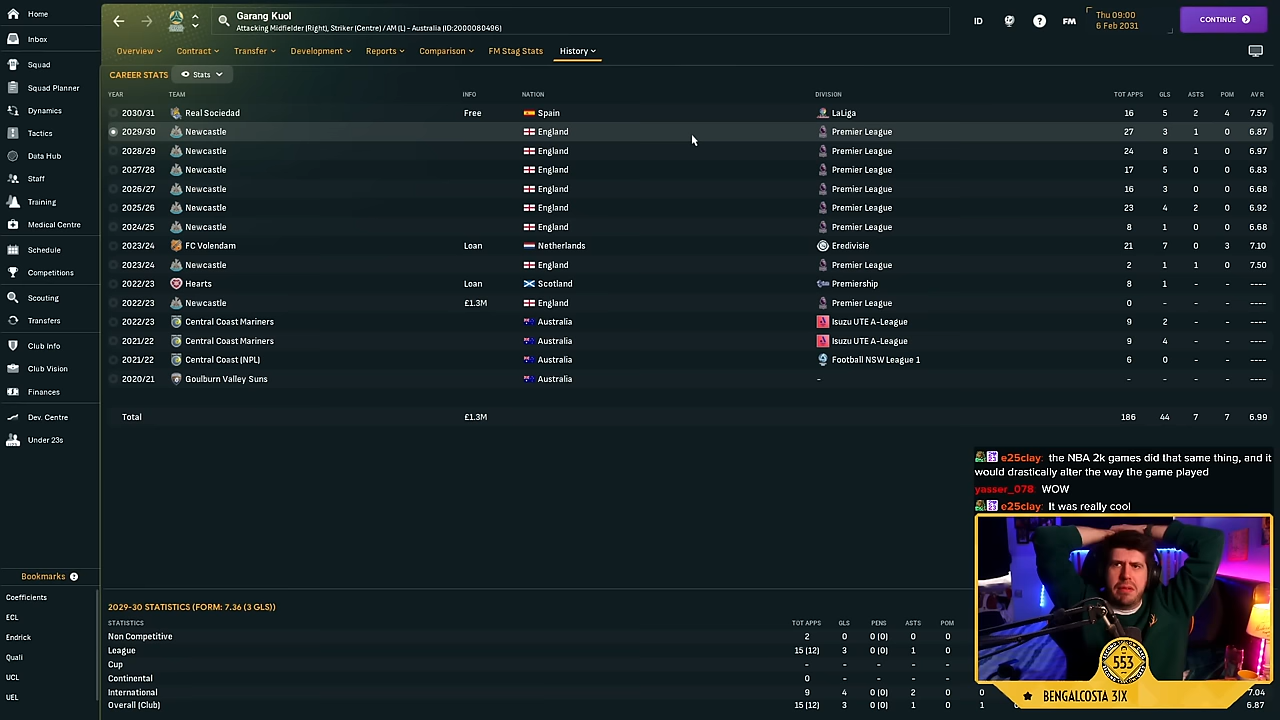 Home
Inbox
Squad
Squad Planner
Dynamics
Tactics
Data Hub
Staff
Training
Medical Centre
Schedule
Competitions
Scouting
Transfers
Club Info
Club Vision
Finances
Dev. Centre
Under 23s
Bookmarks
Coefficients
ECL
Endrick
Quali
UCL
UEL
Garang Kuol
Attacking Midfielder (Right), Striker (Centre) / AM (L) - Australia (ID:2000080496)
ID
FM
Thu 09:00
6 Feb 2031
CONTINUE
Overview Contract Transfer Development Reports Comparison FM Stag Stats History
CAREER STATS Stats
YEAR TEAM INFO NATION DIVISION TOT APPS GLS ASTS POM AV R
2030/31 Real Sociedad Free Spain LaLiga 16 5 2 4 7.57
2029/30 Newcastle England Premier League 27 3 1 0 6.87
2028/29 Newcastle England Premier League 24 8 1 0 6.97
2027/28 Newcastle England Premier League 17 5 0 0 6.83
2026/27 Newcastle England Premier League 16 3 0 0 6.68
2025/26 Newcastle England Premier League 23 4 2 0 6.92
2024/25 Newcastle England Premier League 8 1 0 0 6.68
2023/24 FC Volendam Loan Netherlands Eredivisie 21 7 0 3 7.10
2023/24 Newcastle England Premier League 2 1 1 0 7.50
2022/23 Hearts Loan Scotland Premiership 8 1 - - ----
2022/23 Newcastle £1.3M England Premier League 0 - - - ----
2022/23 Central Coast Mariners Australia Isuzu UTE A-League 9 2 - - ----
2021/22 Central Coast Mariners Australia Isuzu UTE A-League 9 4 - - ----
2021/22 Central Coast (NPL) Australia Football NSW League 1 6 0 - - ----
2020/21 Goulburn Valley Suns Australia - - - - - ----
Total £1.3M 186 44 7 7 6.99
e25clay: the NBA 2k games did that same thing, and it
would drastically alter the way the game played
yasser_078 WOW
e25clay: It was really cool
2029-30 STATISTICS (FORM: 7.36 (3 GLS))
STATISTICS TOT APPS GLS PENS ASTS POM
Non Competitive 2 0 0 (0) 0 0
League 15 (12) 3 0 (0) 1 0
Cup - - - - -
Continental 0 - - - -
International 9 4 0 (0) 2 0 0 7.04
Overall (Club) 15 (12) 3 0 (0) 1 0 1 6.87
553
BENGALCOSTA 31X